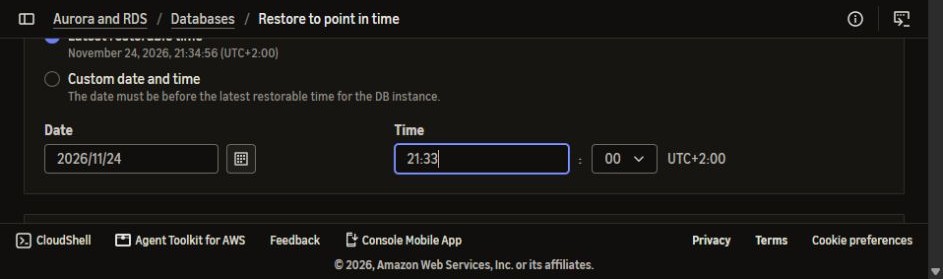 Aurora and RDS / Databases / Restore to point in time
Latest restorable time
November 24, 2026, 21:34:56 (UTC+2:00)
Custom date and time
The date must be before the latest restorable time for the DB instance.
Date Time
2026/11/24 21:33 : 00 UTC+2:00
CloudShell Agent Toolkit for AWS Feedback Console Mobile App Privacy Terms Cookie preferences
© 2026, Amazon Web Services, Inc. or its affiliates.